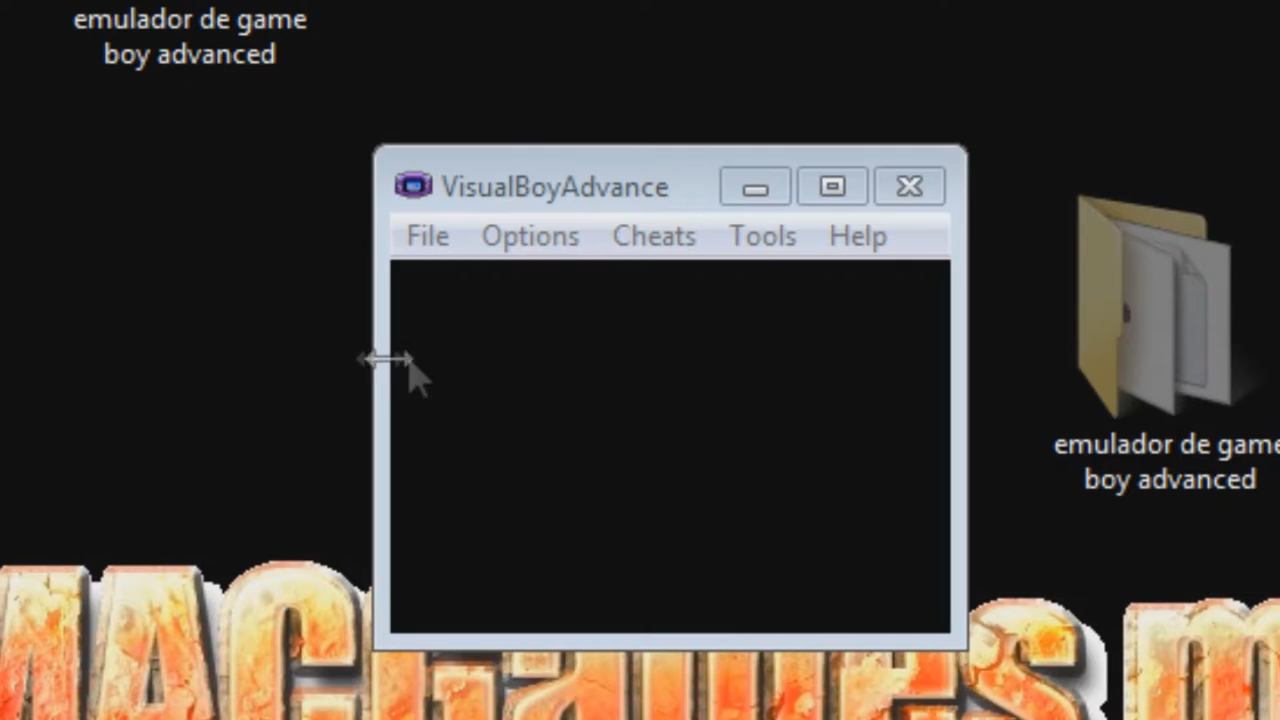 emulador de game
boy advanced
VisualBoyAdvance
File Options Cheats Tools Help
emulador de game
boy advanced